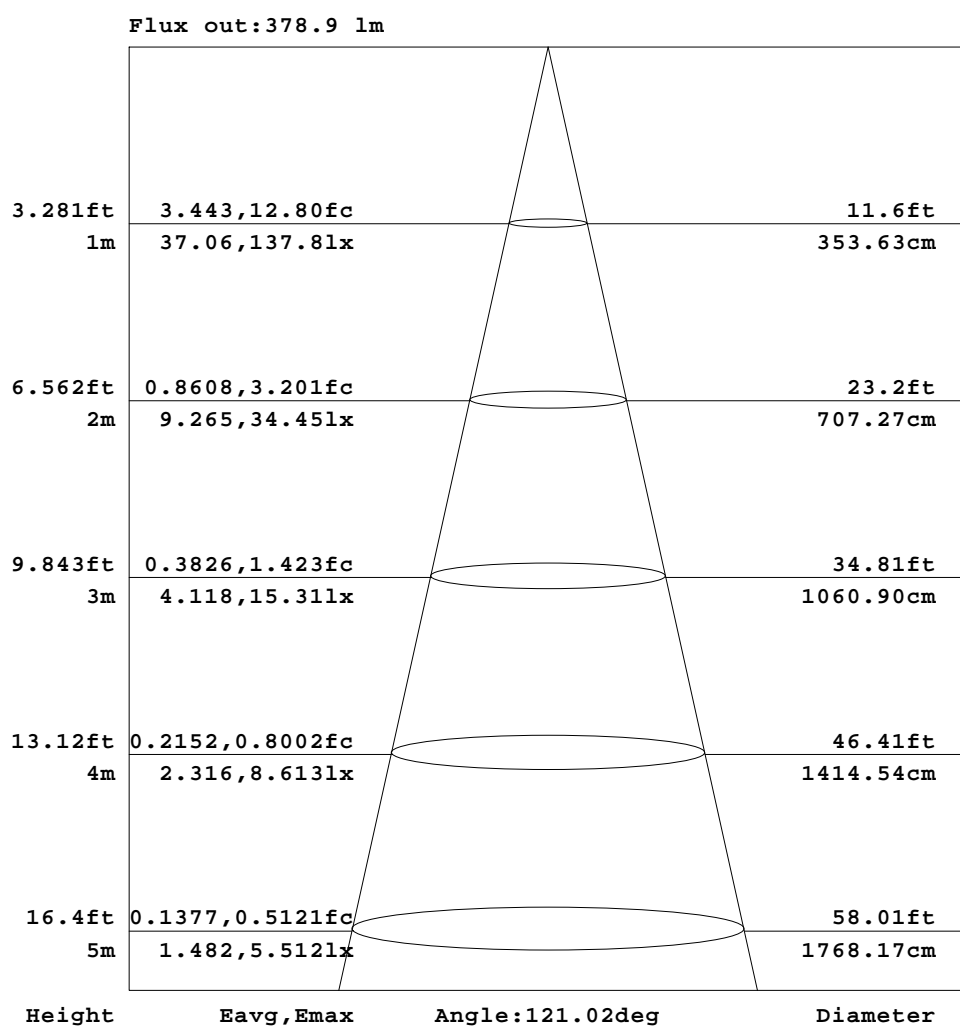 Flux out:378.9 lm
3.281ft 3.443,12.80fc 11.6ft
1m 37.06,137.8lx 353.63cm
6.562ft 0.8608,3.201fc 23.2ft
2m 9.265,34.45lx 707.27cm
9.843ft 0.3826,1.423fc 34.81ft
3m 4.118,15.31lx 1060.90cm
13.12ft 0.2152,0.8002fc 46.41ft
4m 2.316,8.613lx 1414.54cm
16.4ft 0.1377,0.5121fc 58.01ft
5m 1.482,5.512lx 1768.17cm
Height Eavg,Emax Angle:121.02deg Diameter